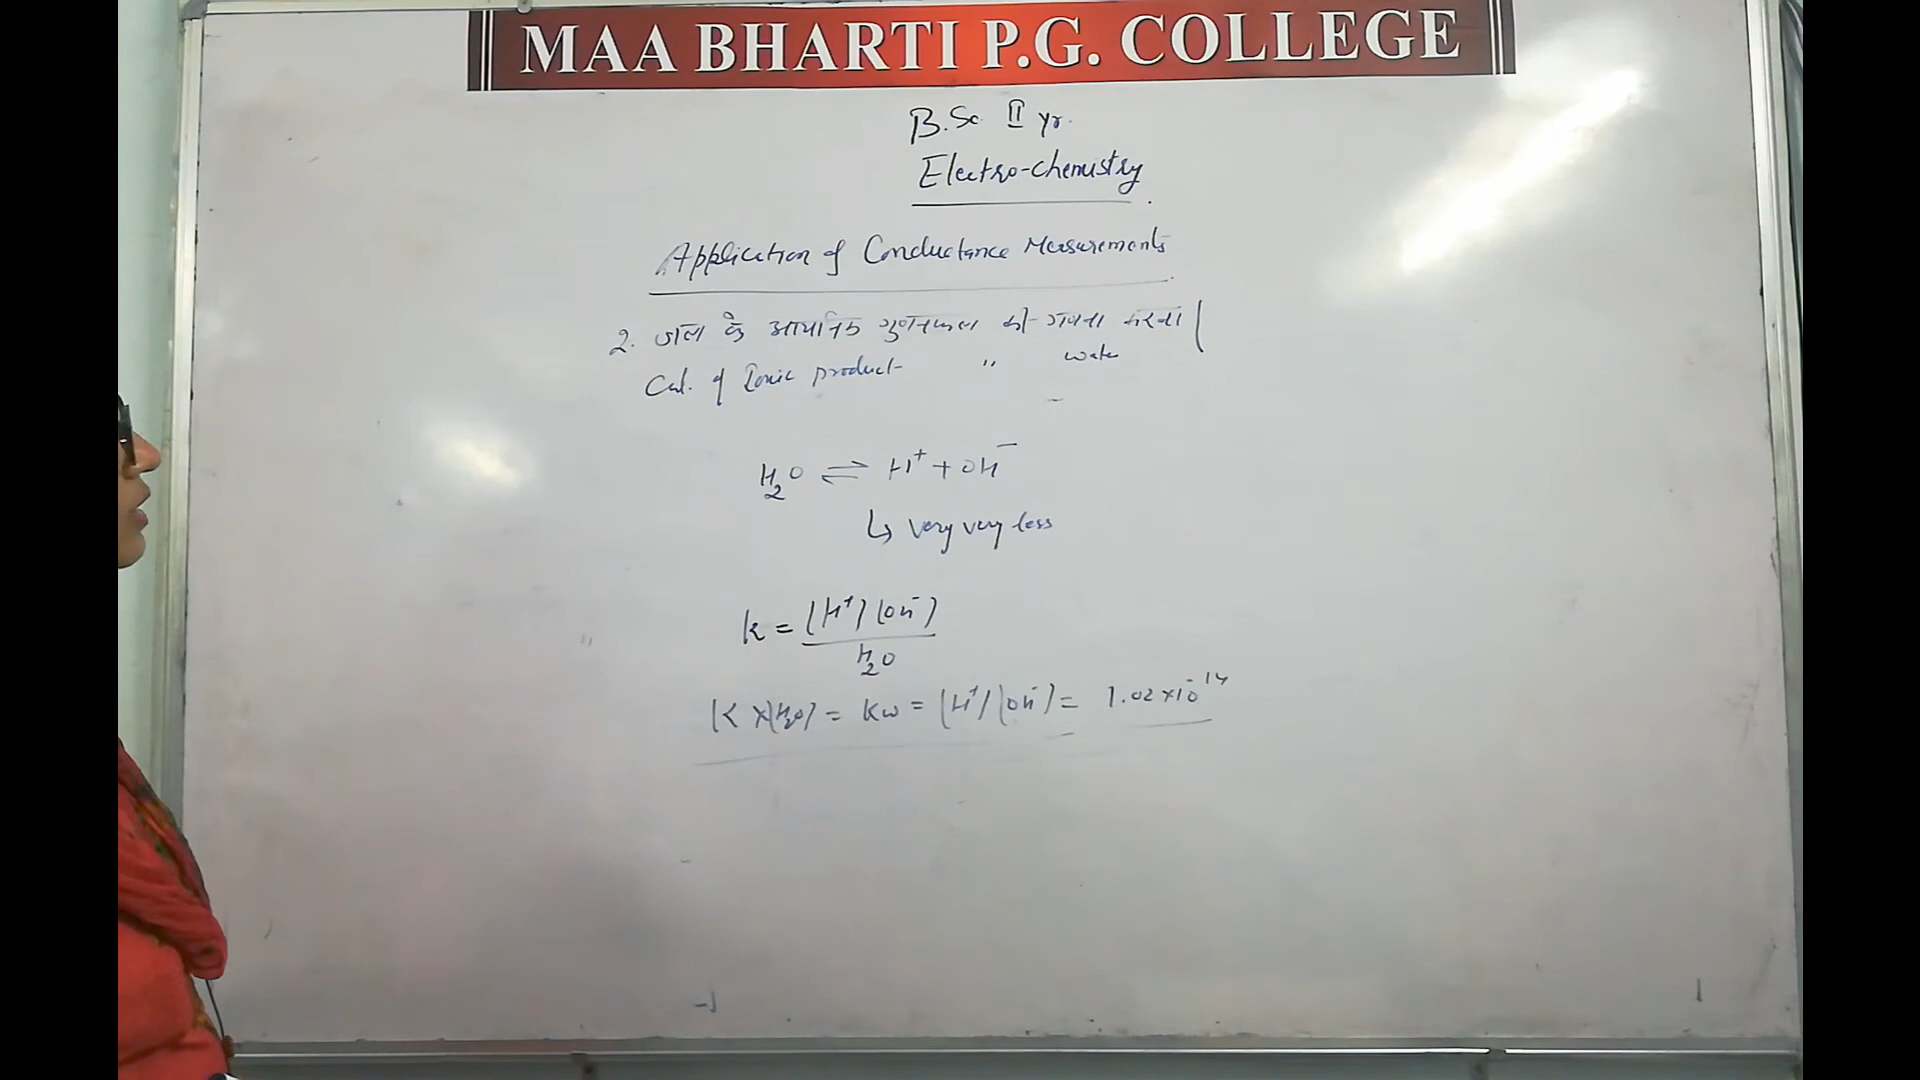 MAA BHARTI P.G. COLLEGE
B.Sc II yr.
Electro-chemistry
Application of Conductance Measurements
2. जल के आयनिक गुणनफल की गणना करना |
Cal. of Ionic product " water
H₂O ⇌ H⁺ + OH⁻
↳ very very less
K = (H⁺) (OH⁻)
H₂O
K x (H₂O) = Kw = (H⁺) (OH⁻) = 1.02 x 10⁻¹⁴